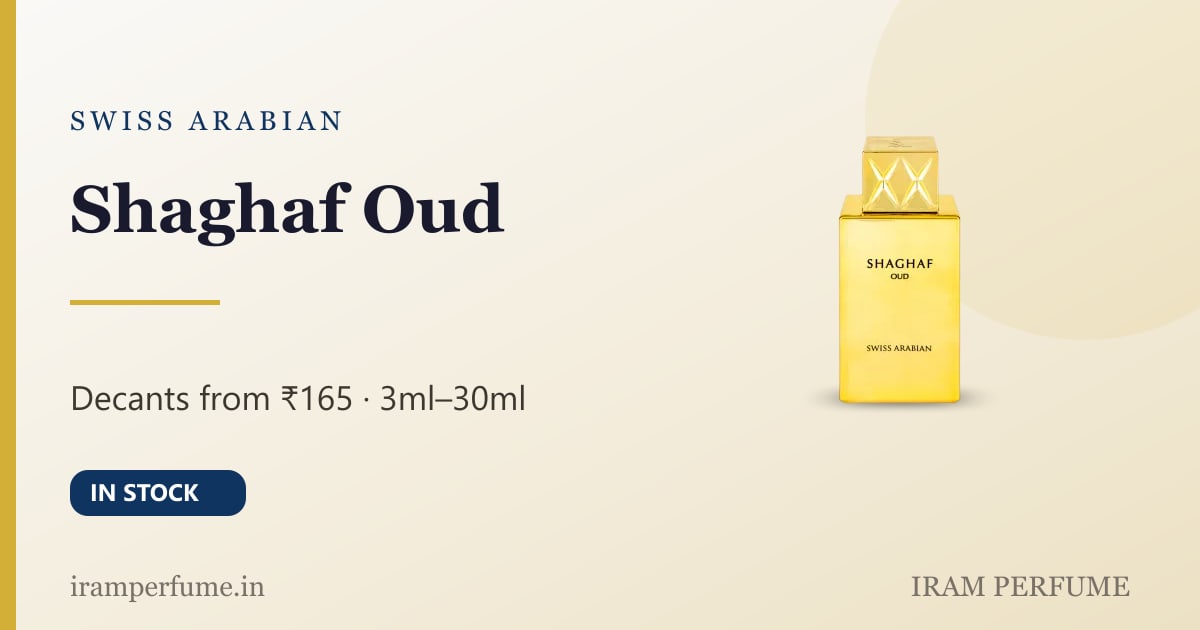 SWISS ARABIAN
Shaghaf Oud
Decants from ₹165 · 3ml–30ml
IN STOCK
iramperfume.in
SHAGHAF
OUD
SWISS ARABIAN
IRAM PERFUME